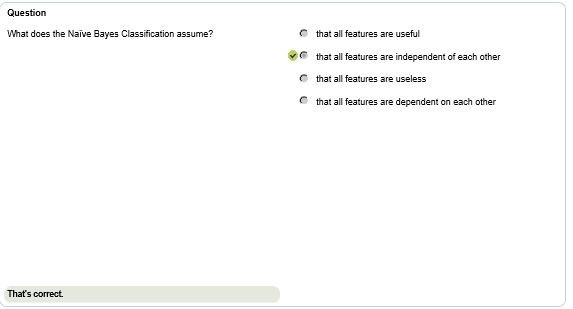 Question
What does the Naïve Bayes Classification assume?
that all features are useful
that all features are independent of each other
that all features are useless
that all features are dependent on each other
That's correct.